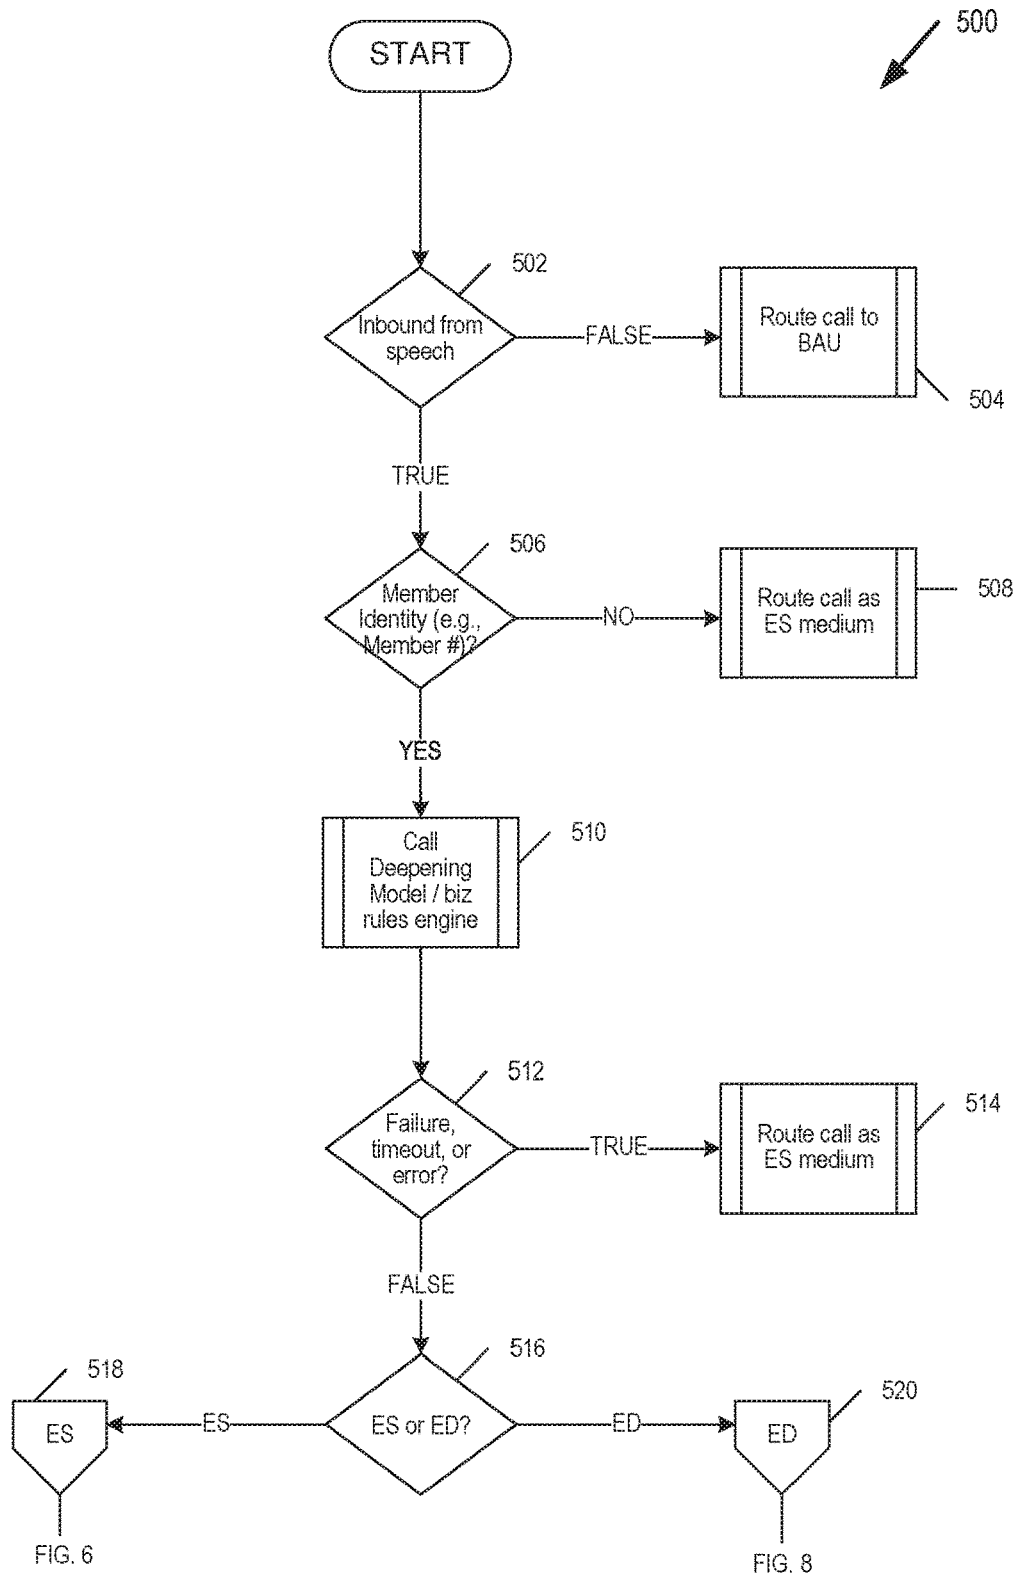 500
START
502
Inbound from
speech
FALSE
Route call to
BAU
504
TRUE
506
Member
Identity (e.g.,
Member #)?
NO
Route call as
ES medium
508
YES
510
Call
Deepening
Model / biz
rules engine
512
Failure,
timeout, or
error?
TRUE
Route call as
ES medium
514
FALSE
516
ES or ED?
518
ES
ES
ED
ED
520
FIG. 6
FIG. 8